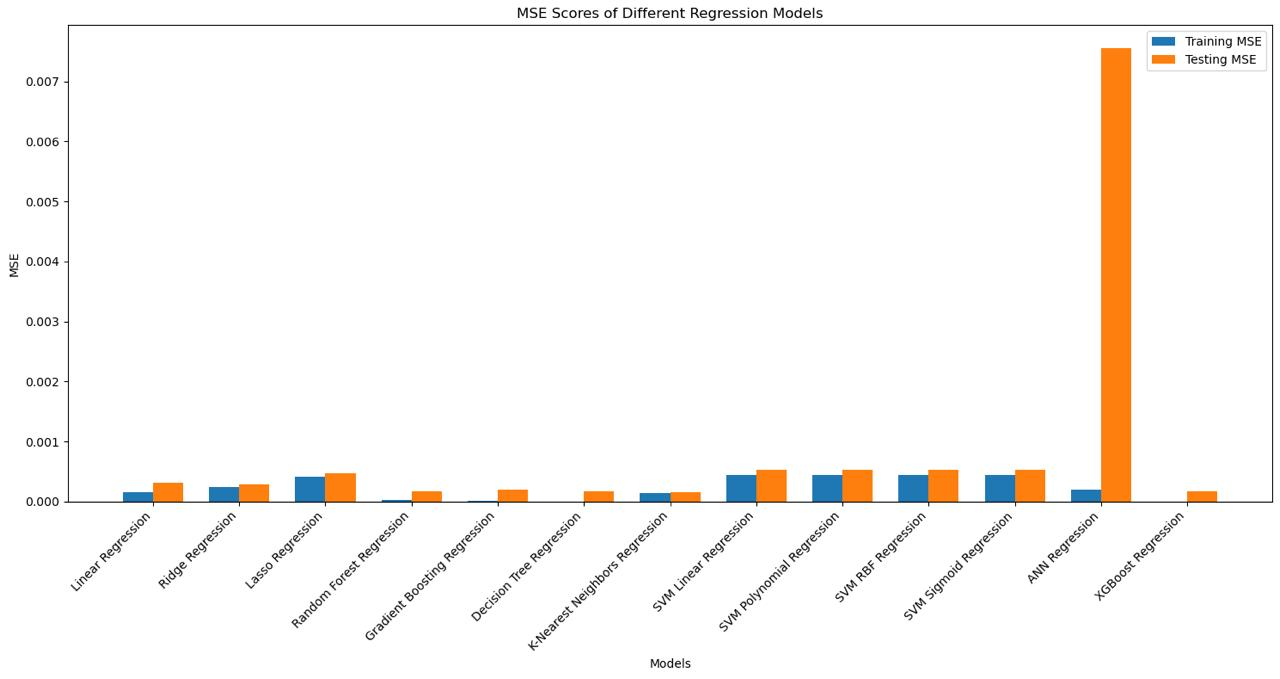 MSE Scores of Different Regression Models
Training MSE
Testing MSE
MSE
0.007
0.006
0.005
0.004
0.003
0.002
0.001
0.000
Linear Regression
Ridge Regression
Lasso Regression
Random Forest Regression
Gradient Boosting Regression
Decision Tree Regression
K-Nearest Neighbors Regression
SVM Linear Regression
SVM Polynomial Regression
SVM RBF Regression
SVM Sigmoid Regression
ANN Regression
XGBoost Regression
Models